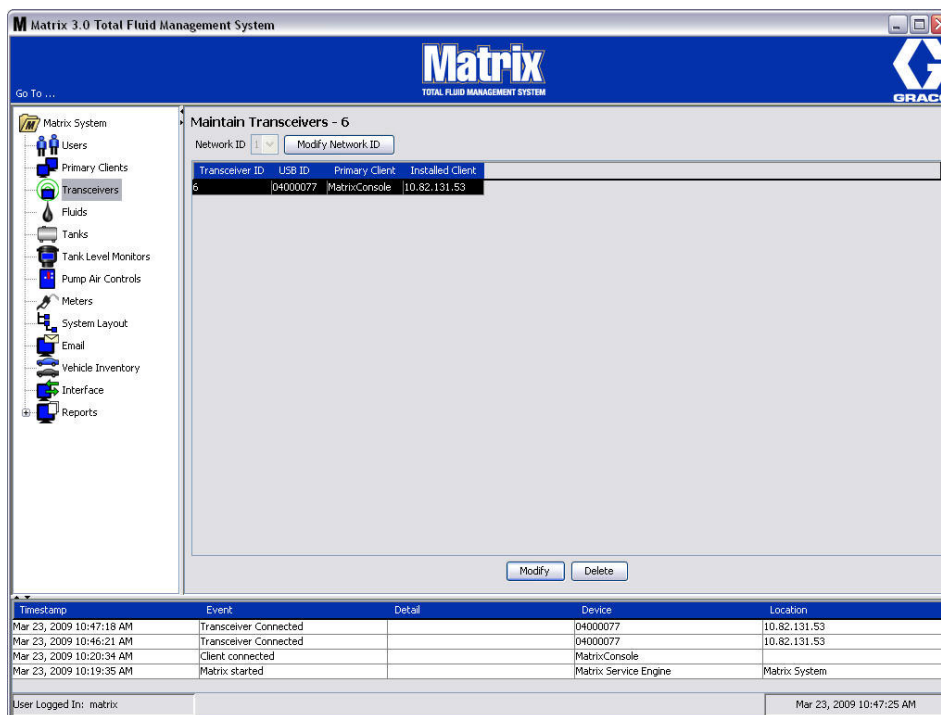 M Matrix 3.0 Total Fluid Management System
Matrix
TOTAL FLUID MANAGEMENT SYSTEM
Go To ...
GRACO
Matrix System
Users
Primary Clients
Transceivers
Fluids
Tanks
Tank Level Monitors
Pump Air Controls
Meters
System Layout
Email
Vehicle Inventory
Interface
Reports
Maintain Transceivers - 6
Network ID 1 Modify Network ID
Transceiver ID USB ID Primary Client Installed Client
6 04000077 MatrixConsole 10.82.131.53
Modify Delete
Timestamp Event Detail Device Location
Mar 23, 2009 10:47:18 AM Transceiver Connected 04000077 10.82.131.53
Mar 23, 2009 10:46:21 AM Transceiver Connected 04000077 10.82.131.53
Mar 23, 2009 10:20:34 AM Client connected MatrixConsole
Mar 23, 2009 10:19:35 AM Matrix started Matrix Service Engine Matrix System
User Logged In: matrix Mar 23, 2009 10:47:25 AM